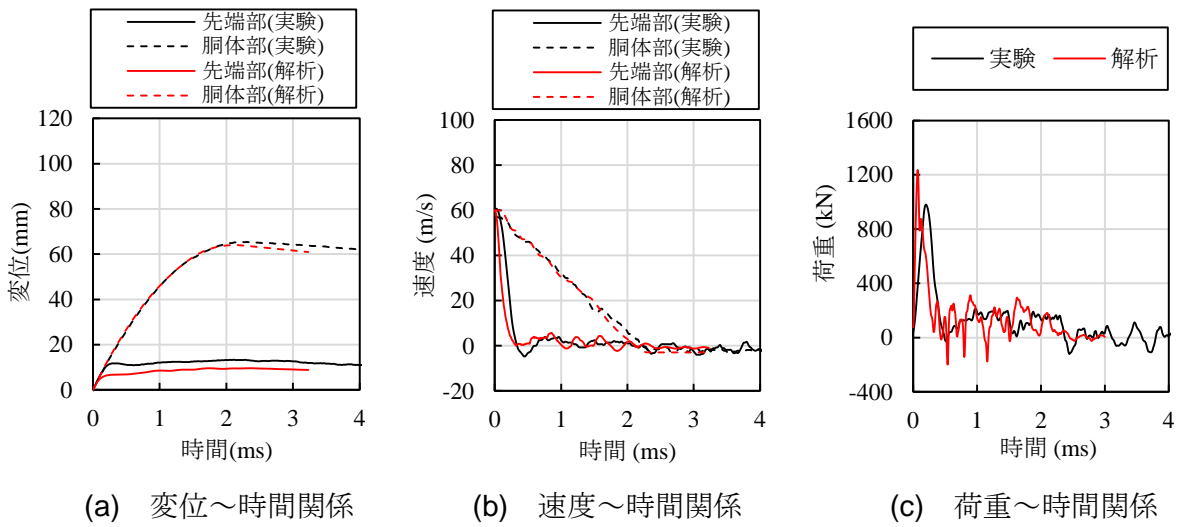 先端部(実験)
胴体部(実験)
先端部(解析)
胴体部(解析)
120
100
80
60
40
20
0
変位(mm)
0 1 2 3 4
時間(ms)
(a) 変位～時間関係
先端部(実験)
胴体部(実験)
先端部(解析)
胴体部(解析)
100
80
60
40
20
0
-20
速度 (m/s)
0 1 2 3 4
時間 (ms)
(b) 速度～時間関係
実験 解析
1600
1200
800
400
0
-400
荷重 (kN)
0 1 2 3 4
時間 (ms)
(c) 荷重～時間関係